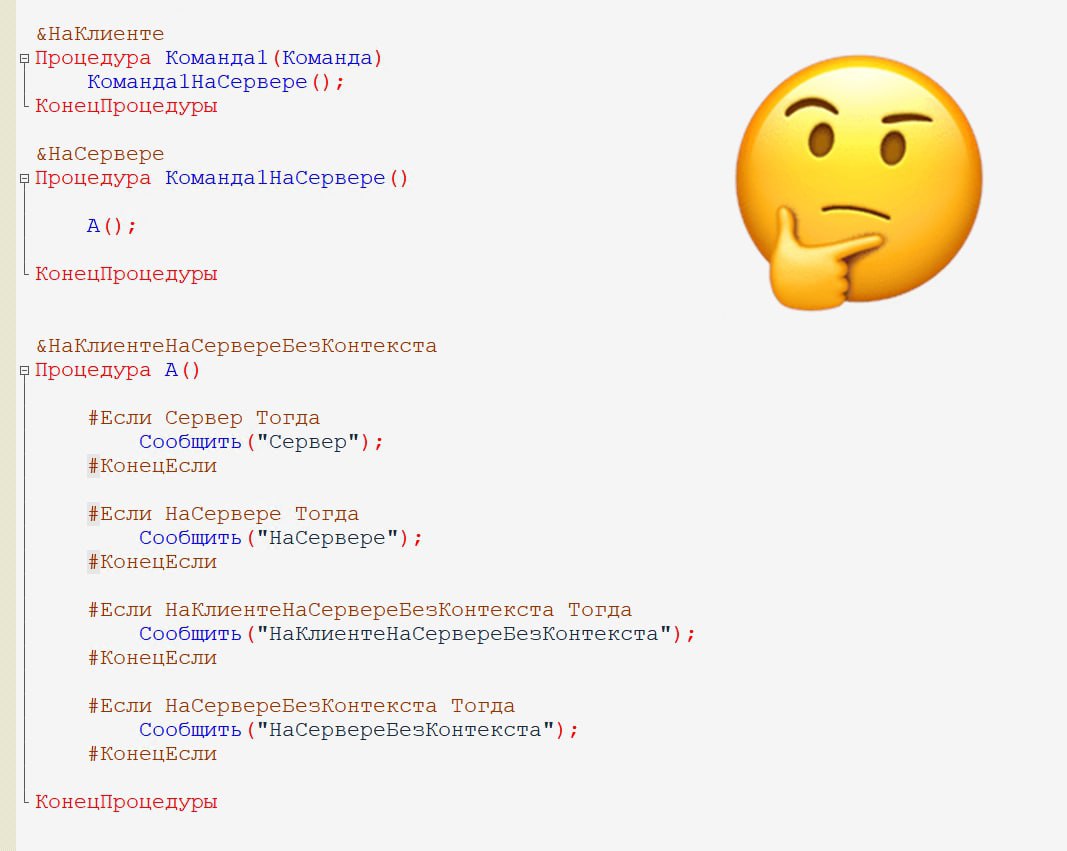 &НаКлиенте
Процедура Команда1(Команда)
Команда1НаСервере();
КонецПроцедуры
&НаСервере
Процедура Команда1НаСервере()
А();
КонецПроцедуры
&НаКлиентеНаСервереБезКонтекста
Процедура А()
#Если Сервер Тогда
Сообщить("Сервер");
#КонецЕсли
#Если НаСервере Тогда
Сообщить("НаСервере");
#КонецЕсли
#Если НаКлиентеНаСервереБезКонтекста Тогда
Сообщить("НаКлиентеНаСервереБезКонтекста");
#КонецЕсли
#Если НаСервереБезКонтекста Тогда
Сообщить("НаСервереБезКонтекста");
#КонецЕсли
КонецПроцедуры